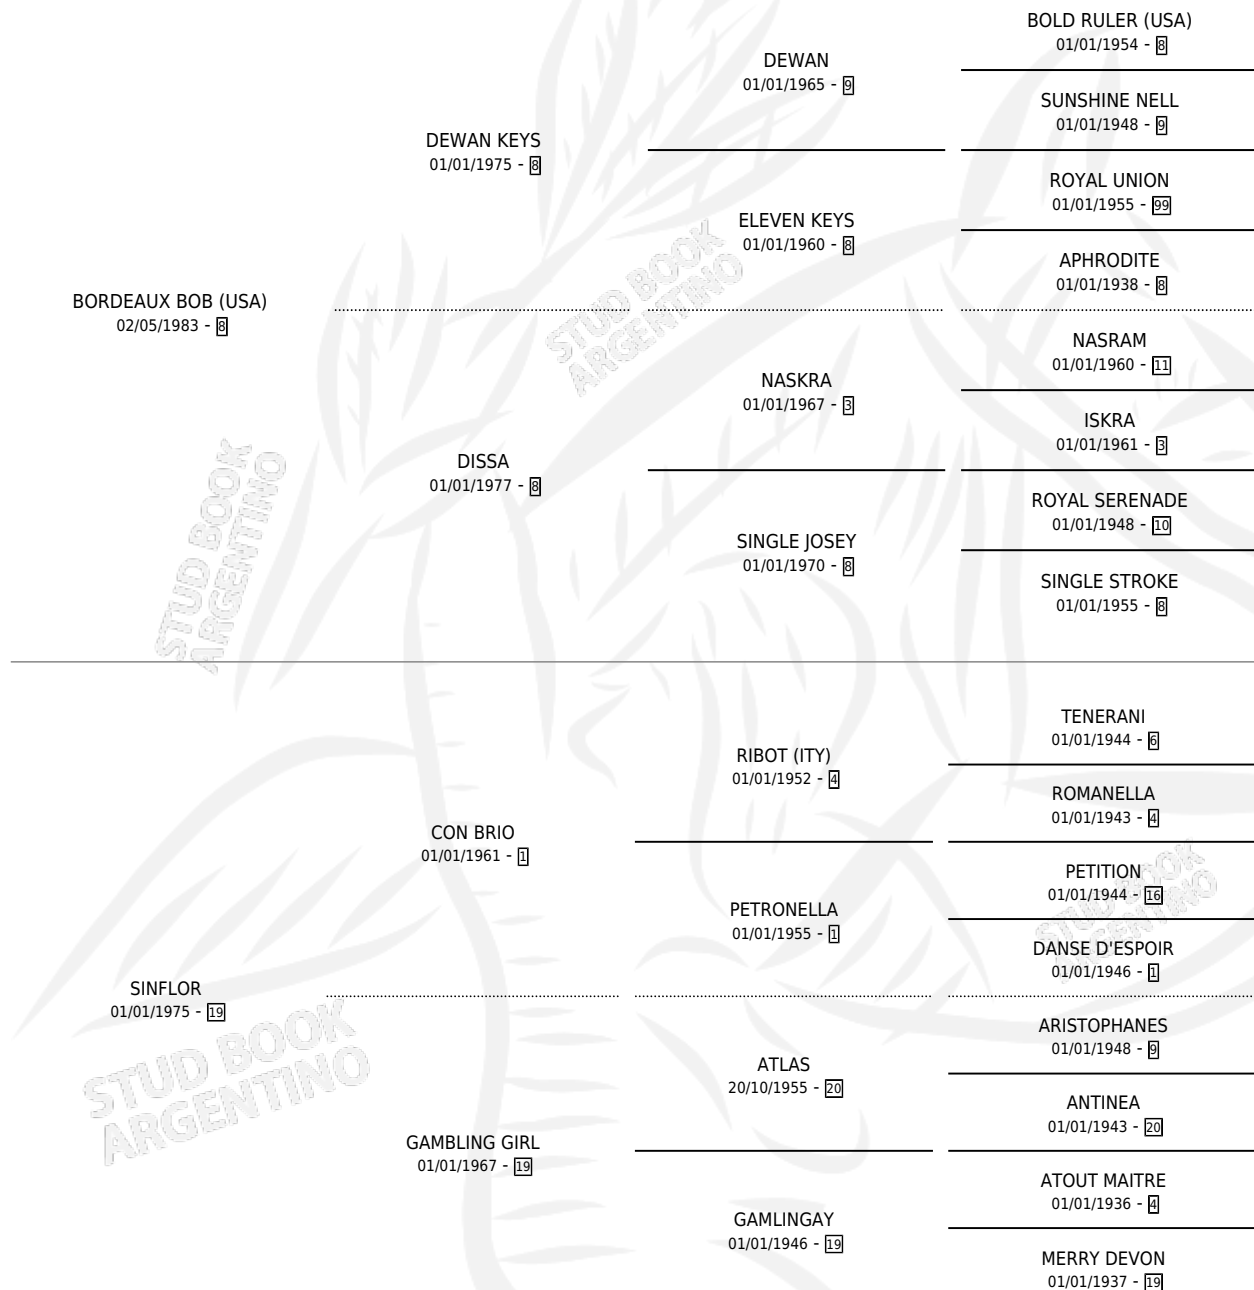 BOLD RULER (USA)
01/01/1954 - 8
DEWAN
01/01/1965 - 9
SUNSHINE NELL
01/01/1948 - 9
DEWAN KEYS
01/01/1975 - 8
ROYAL UNION
01/01/1955 - 99
ELEVEN KEYS
01/01/1960 - 8
APHRODITE
01/01/1938 - 8
BORDEAUX BOB (USA)
02/05/1983 - 8
STUD BOOK
ARGENTINO
NASRAM
01/01/1960 - 11
NASKRA
01/01/1967 - 3
ISKRA
01/01/1961 - 3
DISSA
01/01/1977 - 8
ROYAL SERENADE
01/01/1948 - 10
SINGLE JOSEY
01/01/1970 - 8
SINGLE STROKE
01/01/1955 - 8
STUD BOOK
ARGENTINO
TENERANI
01/01/1944 - 6
RIBOT (ITY)
01/01/1952 - 4
ROMANELLA
01/01/1943 - 4
CON BRIO
01/01/1961 - 1
PETITION
01/01/1944 - 16
PETRONELLA
01/01/1955 - 1
DANSE D'ESPOIR
01/01/1946 - 1
STUD BOOK
ARGENTINO
SINFLOR
01/01/1975 - 19
ARISTOPHANES
01/01/1948 - 9
ATLAS
20/10/1955 - 20
ANTINEA
01/01/1943 - 20
STUD BOOK
ARGENTINO
GAMBLING GIRL
01/01/1967 - 19
ATOUT MAITRE
01/01/1936 - 4
GAMLINGAY
01/01/1946 - 19
MERRY DEVON
01/01/1937 - 19